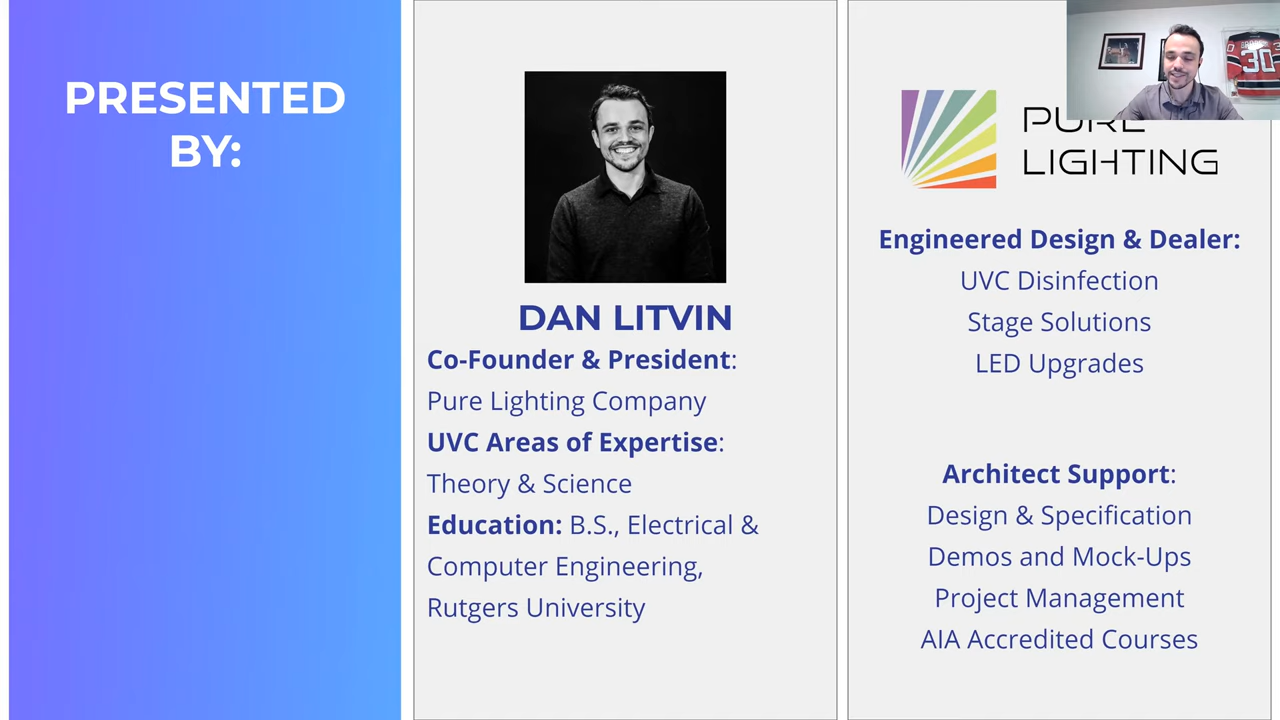 PRESENTED
BY:
DAN LITVIN
Co-Founder & President:
Pure Lighting Company
UVC Areas of Expertise:
Theory & Science
Education: B.S., Electrical &
Computer Engineering,
Rutgers University
30
PURE
LIGHTING
Engineered Design & Dealer:
UVC Disinfection
Stage Solutions
LED Upgrades
Architect Support:
Design & Specification
Demos and Mock-Ups
Project Management
AIA Accredited Courses